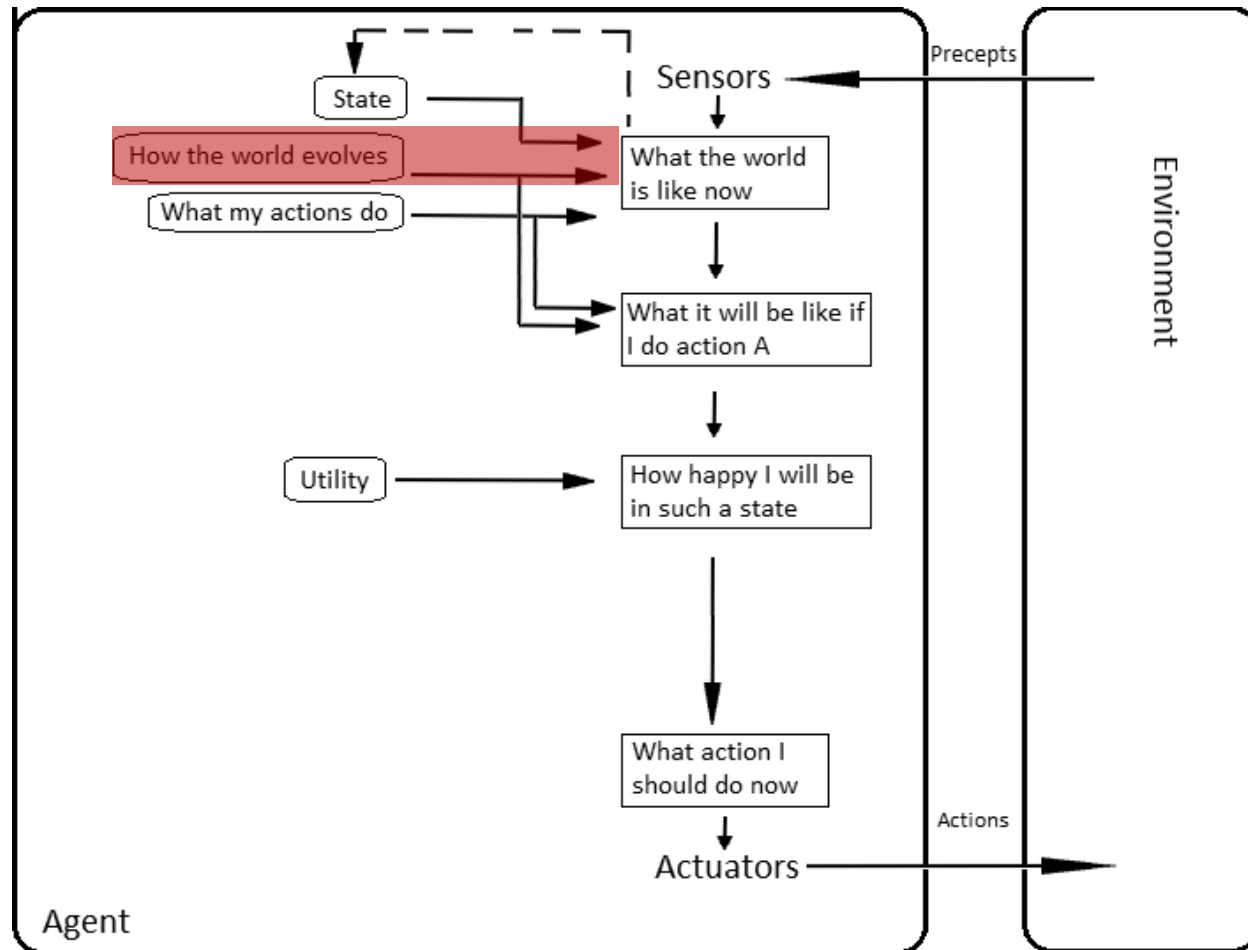 Precepts
Sensors
State
How the world evolves
What the world
is like now
What my actions do
What it will be like if
I do action A
Utility
How happy I will be
in such a state
What action I
should do now
Actions
Actuators
Agent
Environment